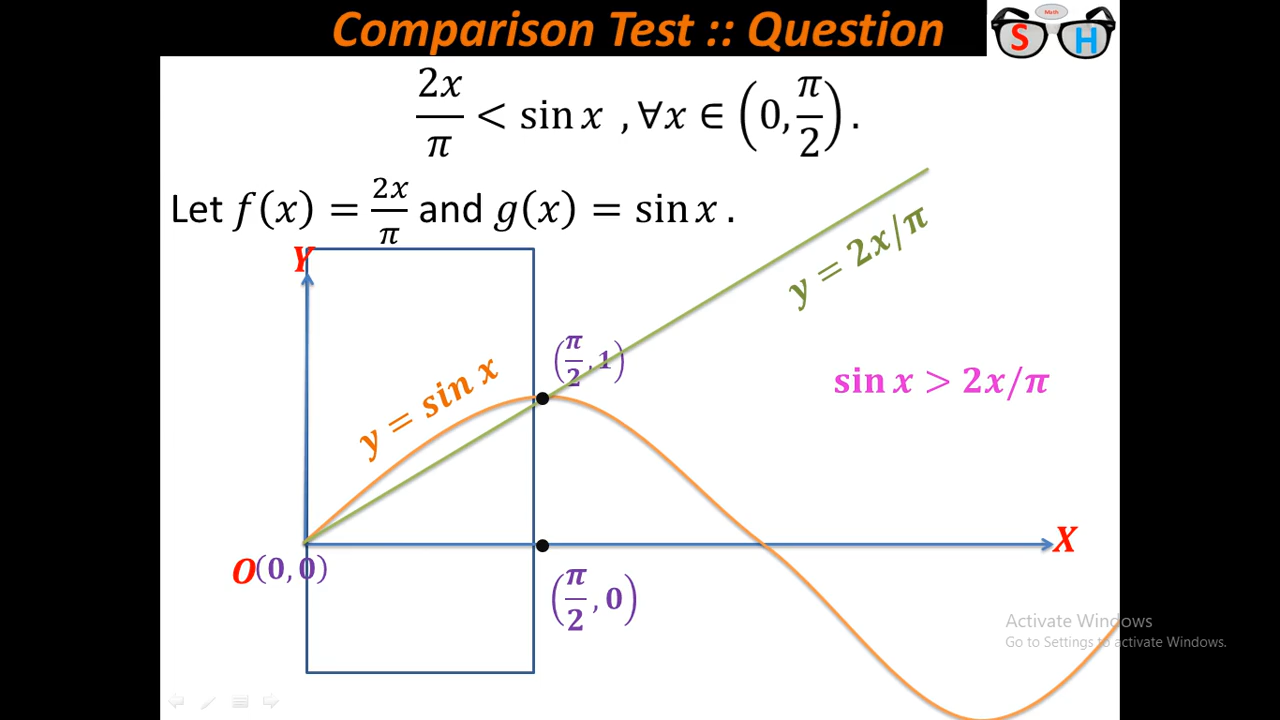 Comparison Test :: Question
Math
S H
2x/π < sin x , ∀x ∈ (0, π/2) .
Let f(x) = 2x/π and g(x) = sin x .
Y
y = 2x/π
(π/2, 1)
y = sin x
sin x > 2x/π
X
O(0, 0)
(π/2, 0)
Activate Windows
Go to Settings to activate Windows.